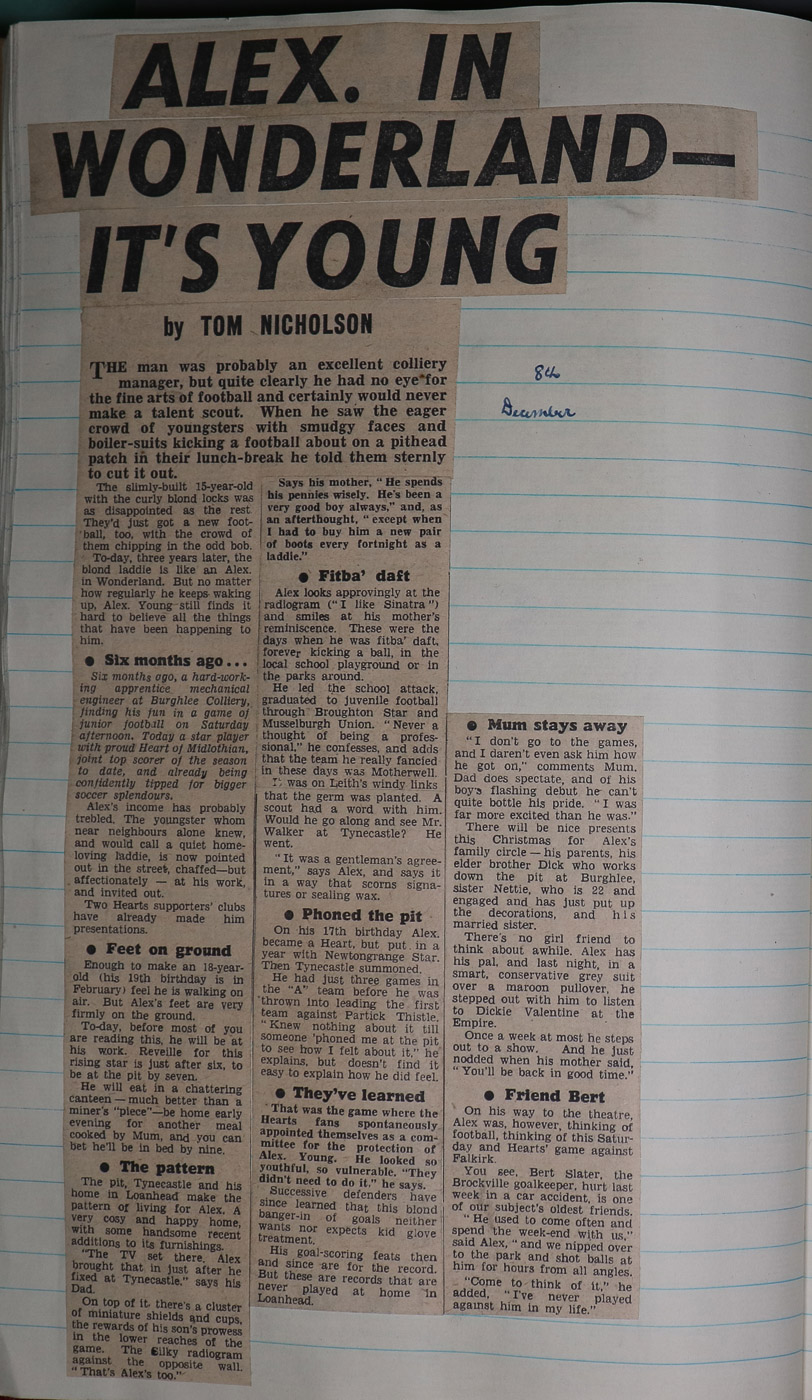 ALEX. IN
WONDERLAND—
IT'S YOUNG
by TOM NICHOLSON
8th
December
THE man was probably an excellent colliery
manager, but quite clearly he had no eye for
the fine arts of football and certainly would never
make a talent scout. When he saw the eager
crowd of youngsters with smudgy faces and
boiler-suits kicking a football about on a pithead
patch in their lunch-break he told them sternly
to cut it out.
The slimly-built 15-year-old
with the curly blond locks was
as disappointed as the rest
They'd just got a new foot-
ball, too, with the crowd of
them chipping in the odd bob.
To-day, three years later, the
blond laddie is like an Alex.
in Wonderland. But no matter
how regularly he keeps waking
up, Alex. Young still finds it
hard to believe all the things
that have been happening to
him.
● Six months ago...
Six months ago, a hard-work-
ing apprentice mechanical
engineer at Burghlee Colliery,
finding his fun in a game of
junior football on Saturday
afternoon. Today a star player
with proud Heart of Midlothian,
joint top scorer of the season
to date, and already being
confidently tipped for bigger
soccer splendours.
Alex's income has probably
trebled. The youngster whom
near neighbours alone knew,
and would call a quiet home-
loving laddie, is now pointed
out in the street, chaffed—but
affectionately — at his work,
and invited out.
Two Hearts supporters' clubs
have already made him
presentations.
● Feet on ground
Enough to make an 18-year-
old (his 19th birthday is in
February) feel he is walking on
air. But Alex's feet are very
firmly on the ground.
To-day, before most of you
are reading this, he will be at
his work. Reveille for this
rising star is just after six, to
be at the pit by seven.
He will eat in a chattering
canteen — much better than a
miner's "piece"—be home early
evening for another meal
cooked by Mum, and you can
bet he'll be in bed by nine.
● The pattern
The pit, Tynecastle and his
home in Loanhead make the
pattern of living for Alex. A
very cosy and happy home,
with some handsome recent
additions to its furnishings.
"The TV set there. Alex
brought that in just after he
fixed at Tynecastle," says his
Dad.
On top of it, there's a cluster
of miniature shields and cups,
the rewards of his son's prowess
in the lower reaches of the
game. The silky radiogram
against the opposite wall.
"That's Alex's too."
Says his mother, "He spends
his pennies wisely. He's been a
very good boy always," and, as
an afterthought, "except when
I had to buy him a new pair
of boots every fortnight as a
laddie."
● Fitba' daft
Alex looks approvingly at the
radiogram ("I like Sinatra")
and smiles at his mother's
reminiscence. These were the
days when he was fitba' daft,
forever kicking a ball, in the
local school playground or in
the parks around.
He led the school attack,
graduated to juvenile football
through Broughton Star and
Musselburgh Union. "Never a
thought of being a profes-
sional," he confesses, and adds
that the team he really fancied
in these days was Motherwell.
It was on Leith's windy links
that the germ was planted. A
scout had a word with him.
Would he go along and see Mr.
Walker at Tynecastle? He
went.
"It was a gentleman's agree-
ment," says Alex, and says it
in a way that scorns signa-
tures or sealing wax.
● Phoned the pit
On his 17th birthday Alex.
became a Heart, but put in a
year with Newtongrange Star.
Then Tynecastle summoned.
He had just three games in
the "A" team before he was
thrown into leading the first
team against Partick Thistle.
"Knew nothing about it till
someone 'phoned me at the pit
to see how I felt about it," he
explains, but doesn't find it
easy to explain how he did feel.
● They've learned
That was the game where the
Hearts fans spontaneously
appointed themselves as a com-
mittee for the protection of
Alex. Young. He looked so
youthful, so vulnerable. "They
didn't need to do it," he says.
Successive defenders have
since learned that this blond
banger-in of goals neither
wants nor expects kid glove
treatment.
His goal-scoring feats then
and since are for the record.
But these are records that are
never played at home in
Loanhead.
● Mum stays away
"I don't go to the games,
and I daren't even ask him how
he got on," comments Mum.
Dad does spectate, and of his
boy's flashing debut he can't
quite bottle his pride. "I was
far more excited than he was."
There will be nice presents
this Christmas for Alex's
family circle — his parents, his
elder brother Dick who works
down the pit at Burghlee,
sister Nettie, who is 22 and
engaged and has just put up
the decorations, and his
married sister.
There's no girl friend to
think about awhile. Alex has
his pal, and last night, in a
smart, conservative grey suit
over a maroon pullover, he
stepped out with him to listen
to Dickie Valentine at the
Empire.
Once a week at most he steps
out to a show. And he just
nodded when his mother said,
"You'll be back in good time."
● Friend Bert
On his way to the theatre,
Alex was, however, thinking of
football, thinking of this Satur-
day and Hearts' game against
Falkirk.
You see, Bert Slater, the
Brockville goalkeeper, hurt last
week in a car accident, is one
of our subject's oldest friends.
"He used to come often and
spend the week-end with us,"
said Alex, "and we nipped over
to the park and shot balls at
him for hours from all angles.
"Come to think of it," he
added, "I've never played
against him in my life."